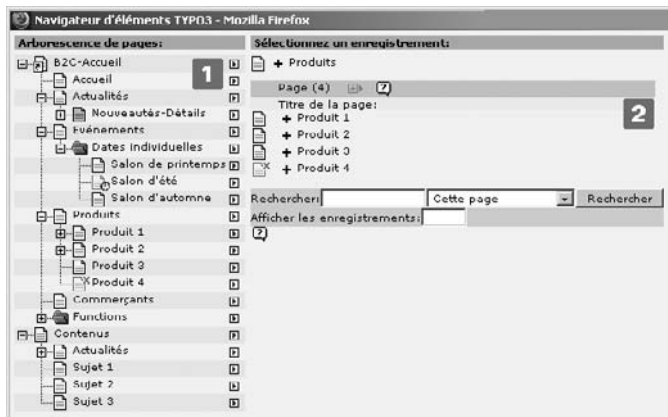 Navigateur d'éléments TYPO3 - Mozilla Firefox
Arborescence de pages:
B2C-Accueil
1
Accueil
Actualités
Nouveautés-Détails
Evénements
Dates individuelles
Salon de printemps
Salon d'été
Salon d'automne
Produits
Produit 1
Produit 2
Produit 3
Produit 4
Commerçants
Functions
Contenus
Actualités
Sujet 1
Sujet 2
Sujet 3
Sélectionnez un enregistrement:
+ Produits
Page (4)
2
Titre de la page:
+ Produit 1
+ Produit 2
+ Produit 3
+ Produit 4
Rechercher: Cette page Rechercher
Afficher les enregistrements: